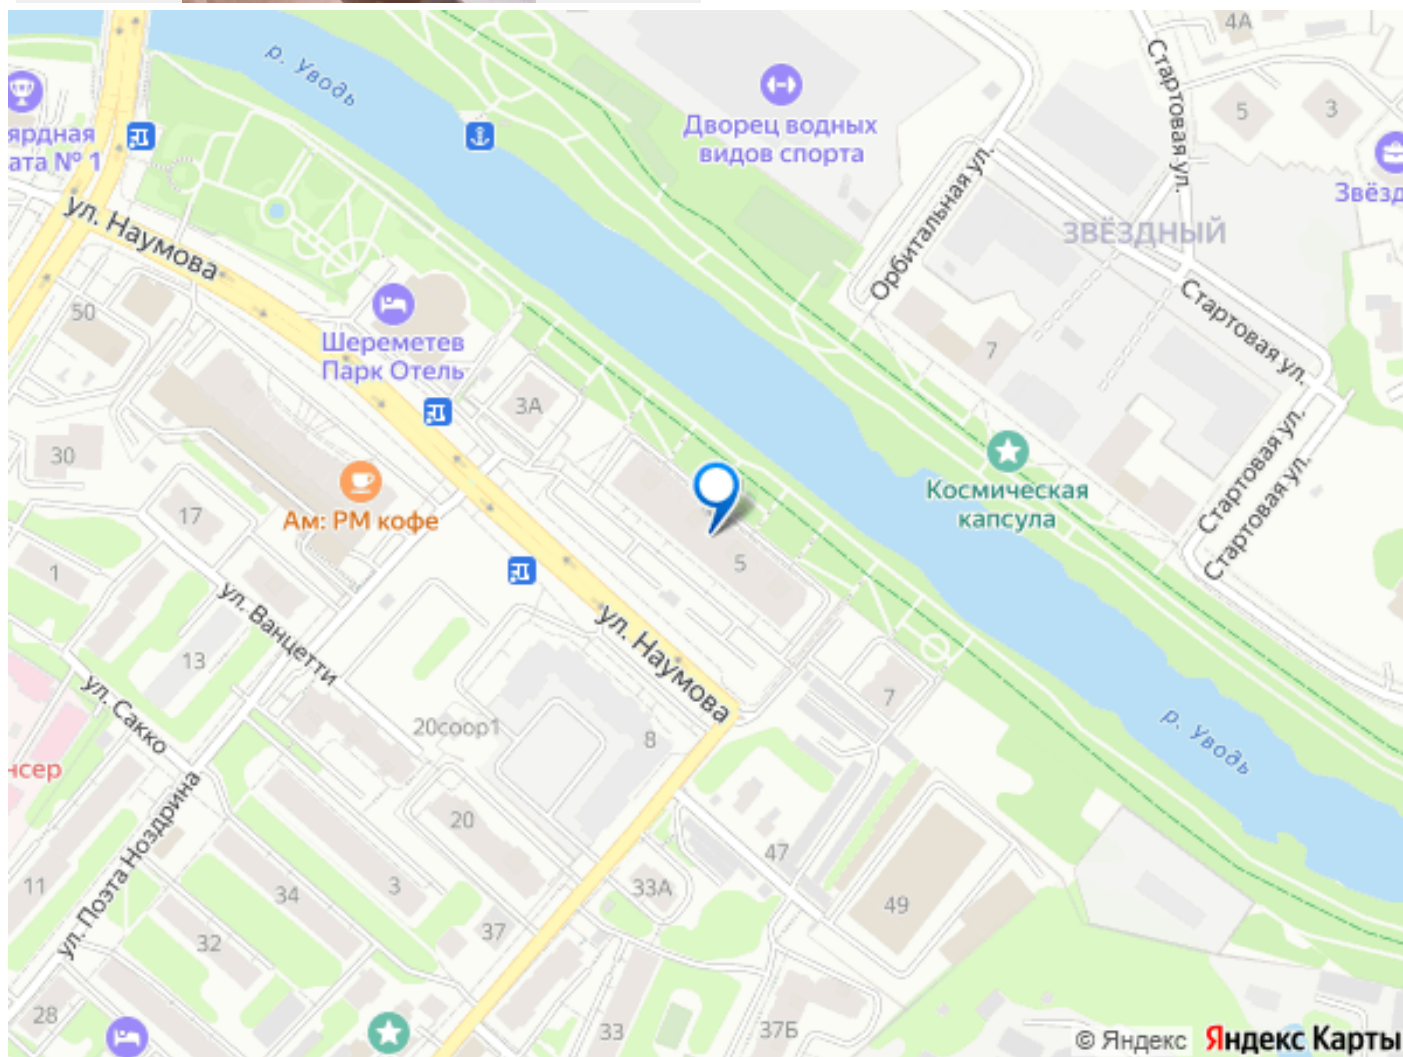 4А
р. Уводь
Стартовая ул.
5
3
Дворец водных
видов спорта
ярдная
ата № 1
Звёзд
ул. Наумова
Орбитальная ул.
ЗВЁЗДНЫЙ
50
Шереметев
Парк Отель
7
Стартовая ул.
3А
30
Космическая
капсула
Стартовая ул.
Стартовая ул.
17
Ам: РМ кофе
5
1
ул. Ванцетти
ул. Наумова
13
7
ул. Сакко
20соор1
8
р. Уводь
нсер
ул. Поэта Ноздрина
20
47
11
34
3
33А
49
32
37
28
33
37Б
© Яндекс Яндекс Карты